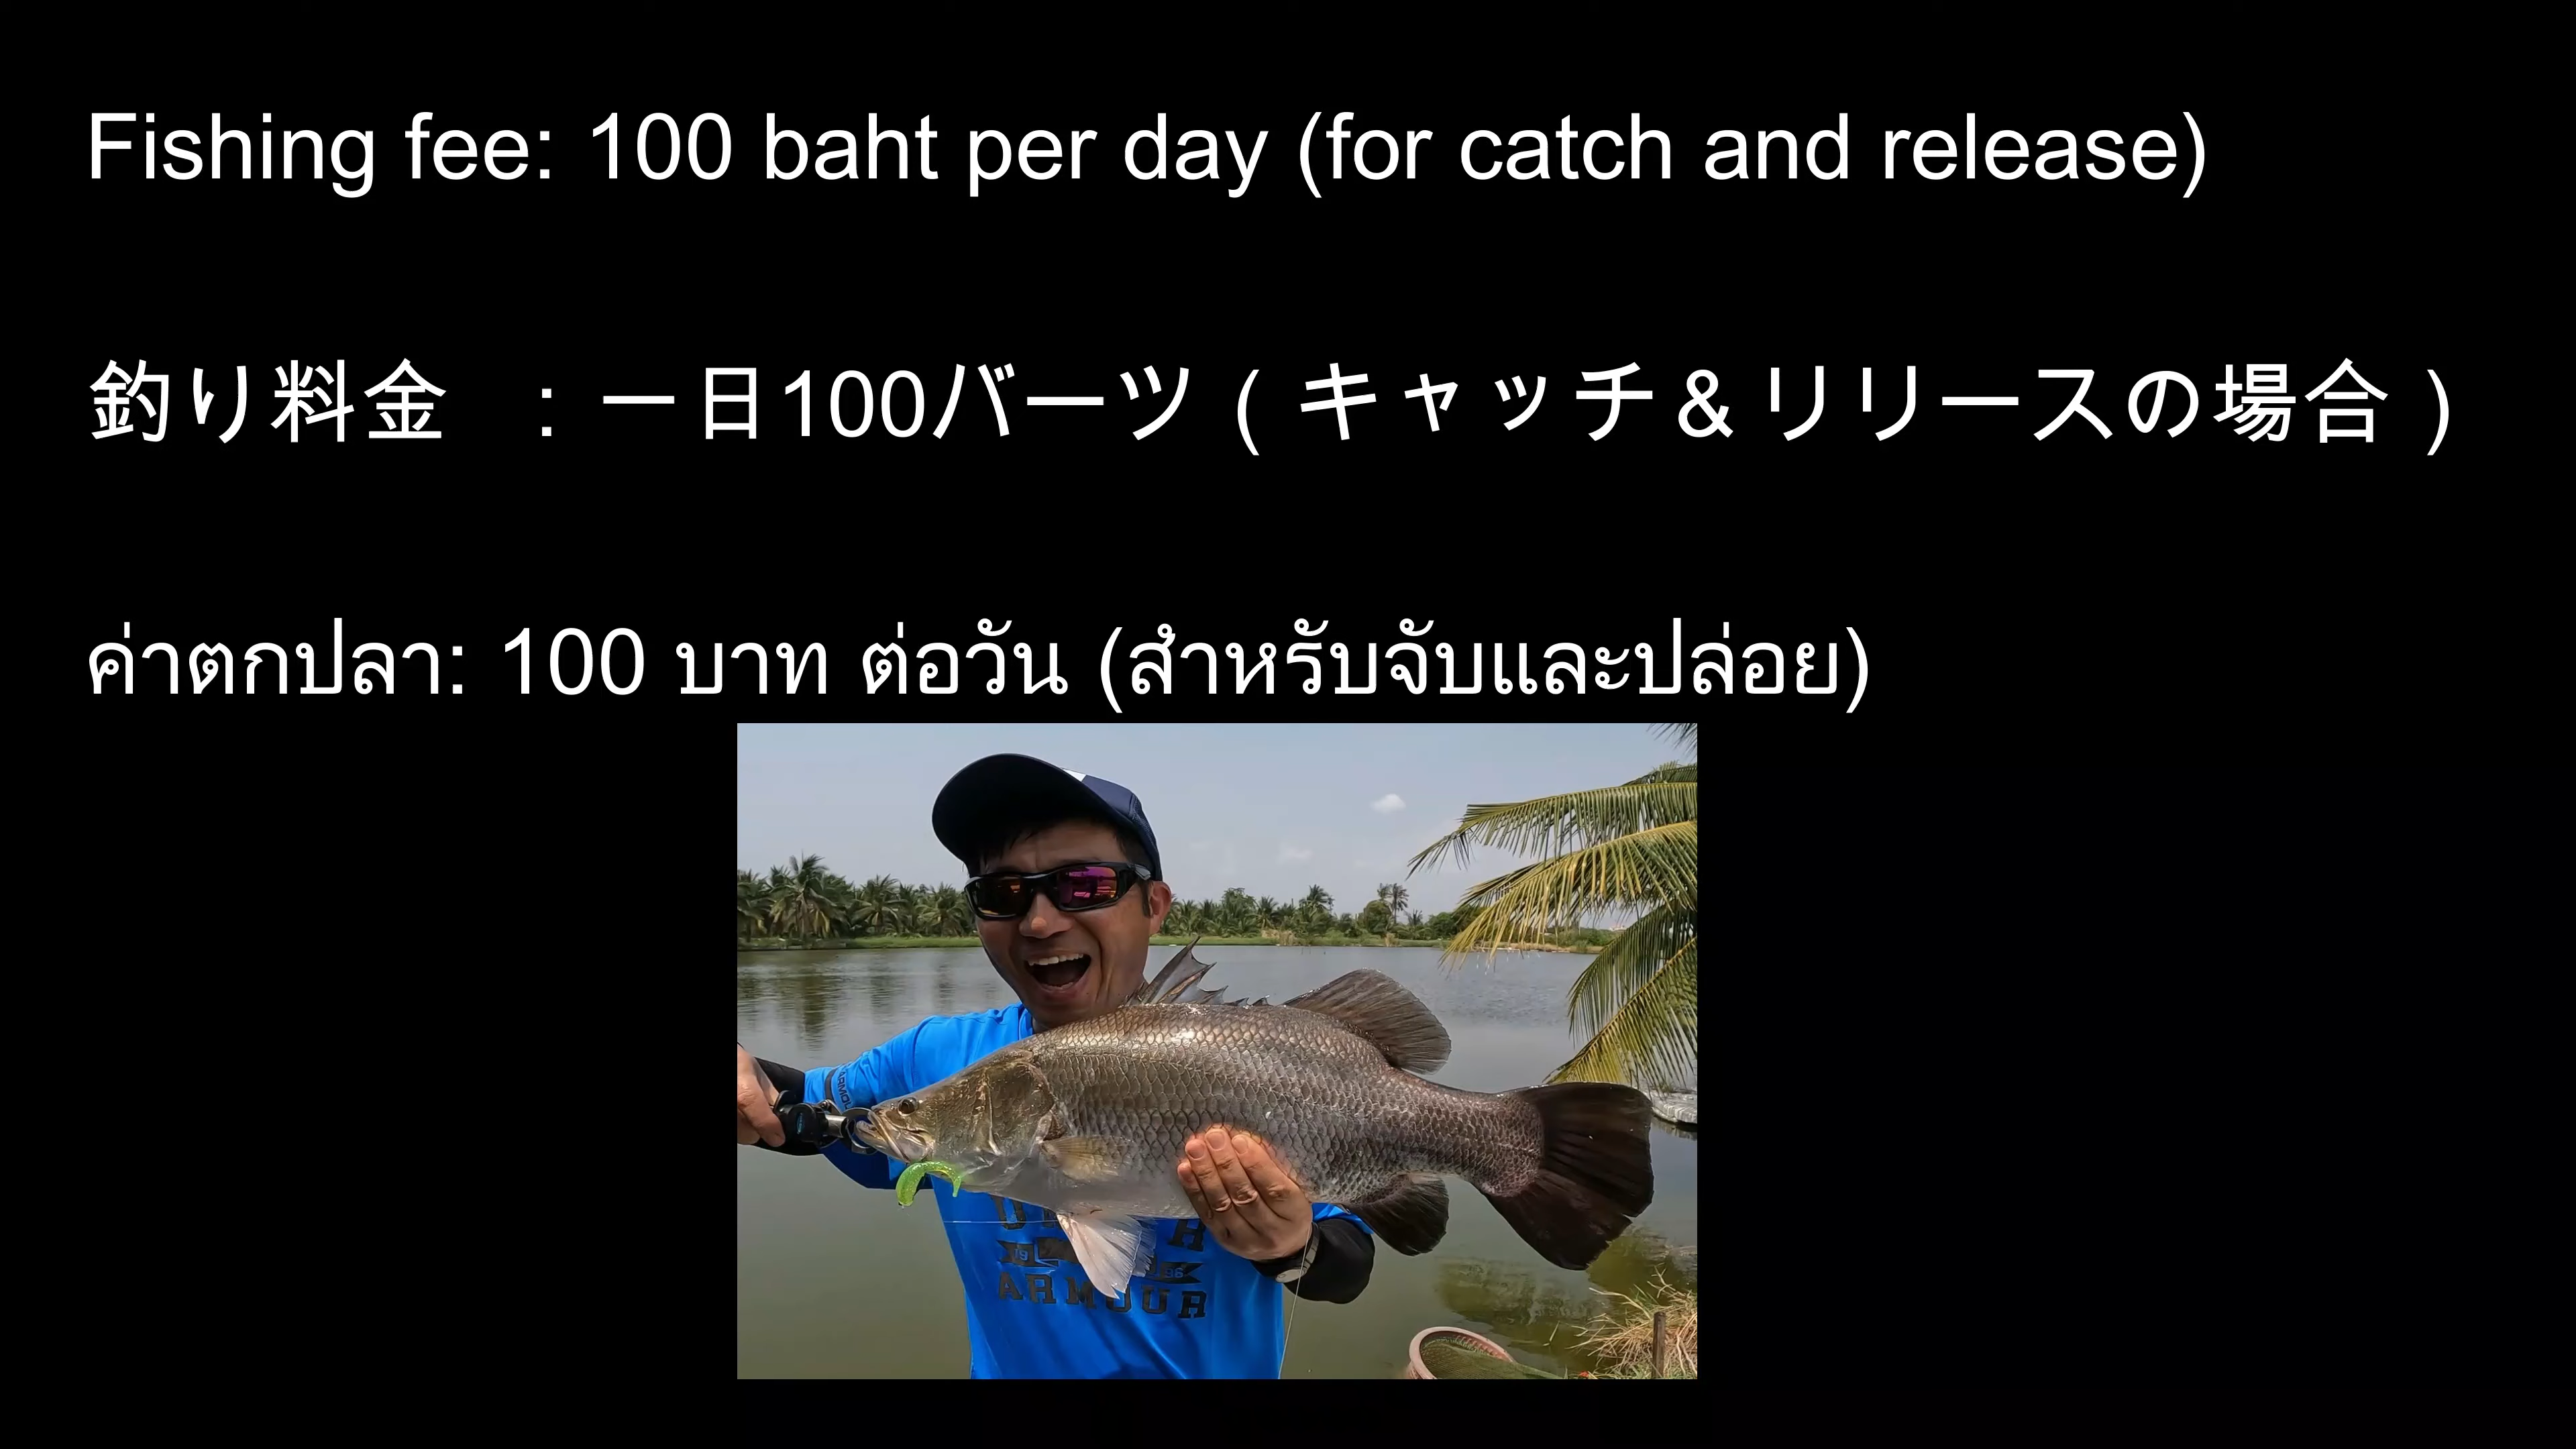 Fishing fee: 100 baht per day (for catch and release)
釣り料金　: 一日100バーツ ( キャッチ&リリースの場合 )
ค่าตกปลา: 100 บาท ต่อวัน (สำหรับจับและปล่อย)
ARMOUR